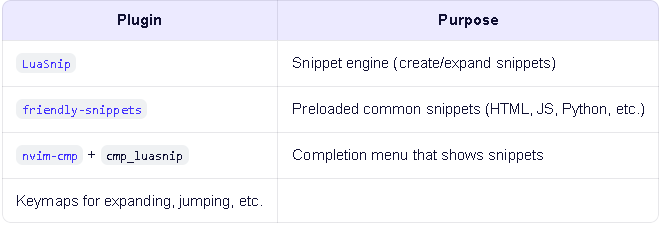 Plugin Purpose
LuaSnip Snippet engine (create/expand snippets)
friendly-snippets Preloaded common snippets (HTML, JS, Python, etc.)
nvim-cmp + cmp_luasnip Completion menu that shows snippets
Keymaps for expanding, jumping, etc.